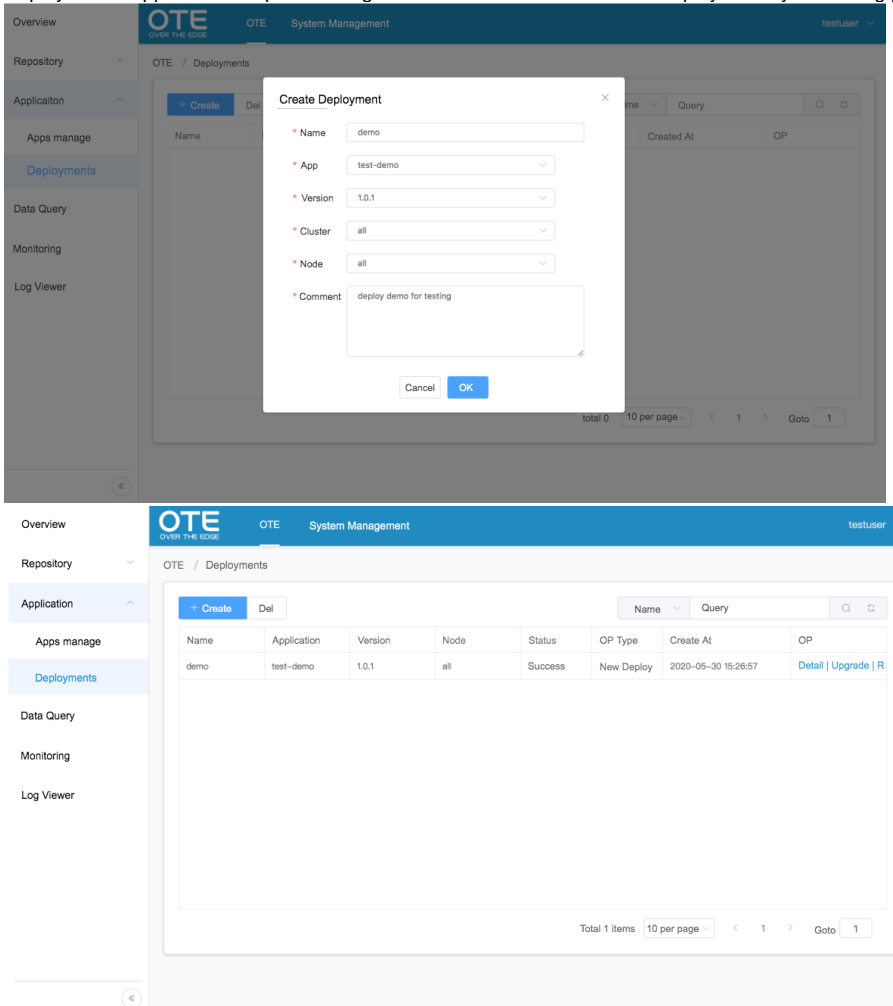 Overview
OTE
OVER THE EDGE
OTE System Management
testuser
Repository
OTE / Deployments
Applicaiton
+ Create Del
Create Deployment
me Query
Apps manage
Name
Created At OP
* Name demo
Deployments
* App test-demo
* Version 1.0.1
Data Query
* Cluster all
Monitoring
* Node all
Log Viewer
* Comment deploy demo for testing
Cancel OK
total 0 10 per page < 1 > Goto 1
Overview
OTE
OVER THE EDGE
OTE System Management
testuser
Repository
OTE / Deployments
Application
+ Create Del Name Query
Apps manage
Name Application Version Node Status OP Type Create At OP
demo test-demo 1.0.1 all Success New Deploy 2020-05-30 15:26:57 Detail | Upgrade | R
Deployments
Data Query
Monitoring
Log Viewer
Total 1 items 10 per page < 1 > Goto 1